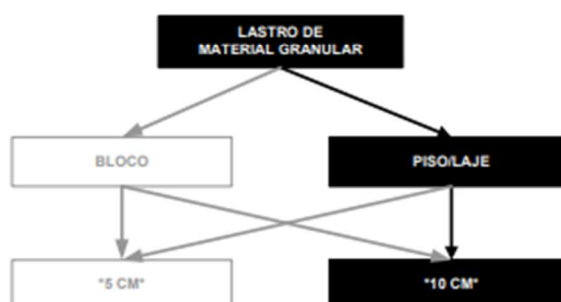 LASTRO DE
MATERIAL GRANULAR
BLOCO
PISO/LAJE
"5 CM"
"10 CM"